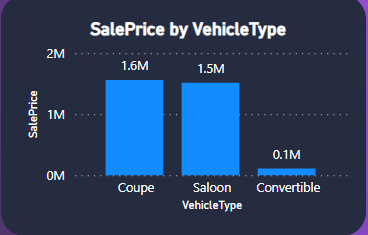 SalePrice by VehicleType
2M
1M
0M
SalePrice
1.6M
1.5M
0.1M
Coupe
Saloon
Convertible
VehicleType